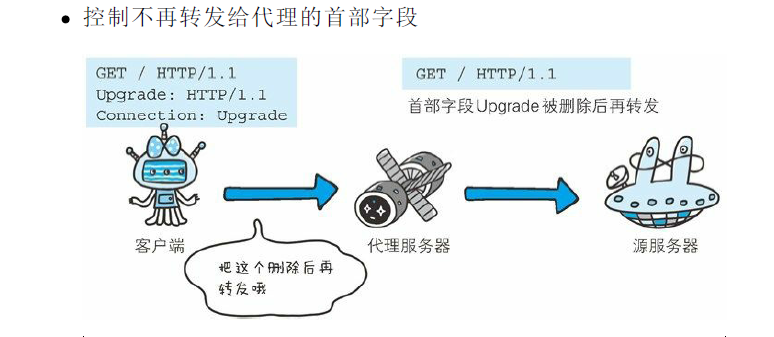 ● 控制不再转发给代理的首部字段
GET / HTTP/1.1
Upgrade: HTTP/1.1
Connection: Upgrade
GET / HTTP/1.1
首部字段Upgrade被删除后再转发
客户端
代理服务器
源服务器
把这个删除后再
转发哦